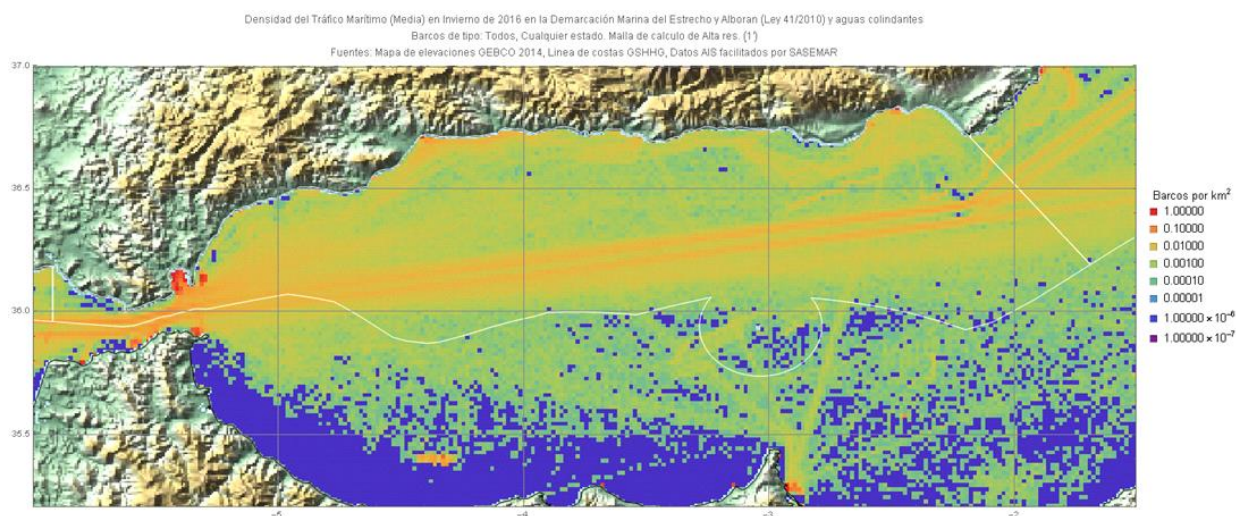 Densidad del Tráfico Marítimo (Media) en Invierno de 2016 en la Demarcación Marina del Estrecho y Alboran (Ley 41/2010) y aguas colindantes
Barcos de tipo: Todos, Cualquier estado. Malla de calculo de Alta res. (1')
Fuentes: Mapa de elevaciones GEBCO 2014, Linea de costas GSHHG, Datos AIS facilitados por SASEMAR
37.0
36.5
36.0
35.5
Barcos por km²
1.00000
0.10000
0.01000
0.00100
0.00010
0.00001
1.00000 × 10⁻⁶
1.00000 × 10⁻⁷